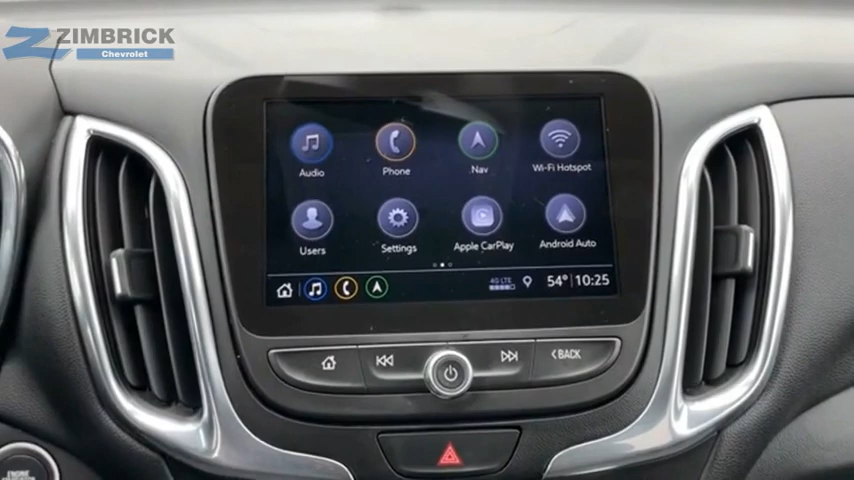 ZIMBRICK
Chevrolet
Audio
Phone
Nav
Wi-Fi Hotspot
Users
Settings
Apple CarPlay
Android Auto
4G LTE
54° 10:25
BACK
ENGINE